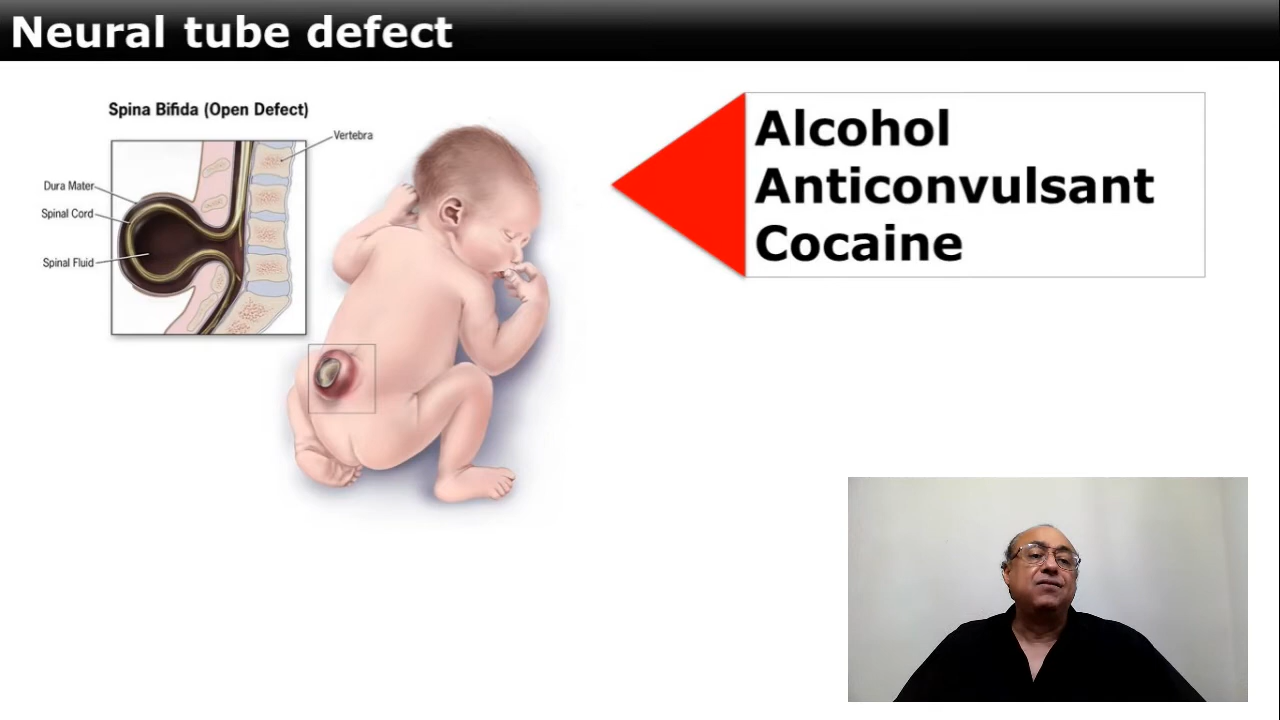 Neural tube defect
Spina Bifida (Open Defect)
Vertebra
Dura Mater
Spinal Cord
Spinal Fluid
Alcohol
Anticonvulsant
Cocaine